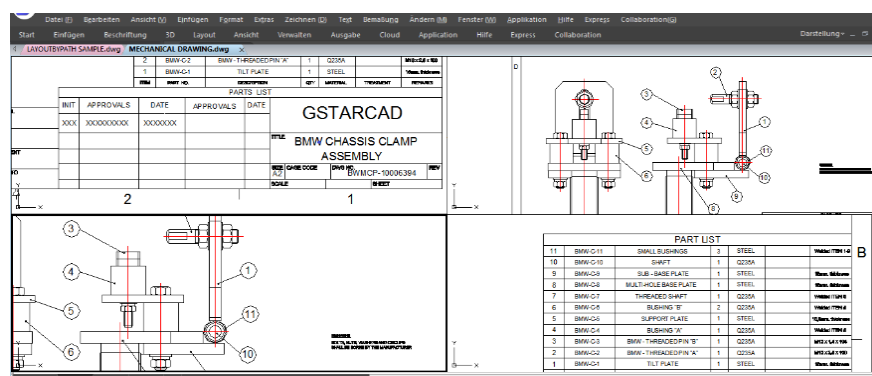 Datei (F) Bearbeiten Ansicht (V) Einfügen Format Extras Zeichnen (D) Text Bemaßung Ändern (M) Fenster (W) Applikation Hilfe Express Collaboration(G)
Start Einfügen Beschriftung 3D Layout Ansicht Verwalten Ausgabe Cloud Applikation Hilfe Express Collaboration Darstellung
LAYOUTBYPATH SAMPLE.dwg MECHANICAL DRAWING.dwg
2 BMW-C-2 BMW - THREADED PIN "A" 1 Q235A
1 BMW-C-1 TILT PLATE 1 STEEL
ITEM PART NO. DESCRIPTION QTY MATERIAL TREATMENT REMARKS
PARTS LIST
INIT APPROVALS DATE APPROVALS DATE
XXX XXXXXXXXX XXXXXXX
GSTARCAD
TITLE
BMW CHASSIS CLAMP
ASSEMBLY
SIZE CAGE CODE DWG NO REV
A2 BWMCP-10006394
SCALE SHEET
2 1
D
2
3
4
1
5
11
6
10
9
8
Y
X
3
4
1
5
11
6
10
Y
X
PART LIST
B
11 BMW-C-11 SMALL BUSHINGS 3 STEEL
10 BMW-C-10 SHAFT 1 Q235A
9 BMW-C-9 SUB -BASE PLATE 1 STEEL
8 BMW-C-8 MULTI-HOLE BASE PLATE 1 STEEL
7 BMW-C-7 THREADED SHAFT 1 Q235A
6 BMW-C-6 BUSHING "B" 2 Q235A
5 BMW-C-5 SUPPORT PLATE 1 STEEL
4 BMW-C-4 BUSHING "A" 1 Q235A
3 BMW-C-3 BMW - THREADED PIN "B" 1 Q235A
2 BMW-C-2 BMW - THREADED PIN "A" 1 Q235A
1 BMW-C-1 TILT PLATE 1 STEEL